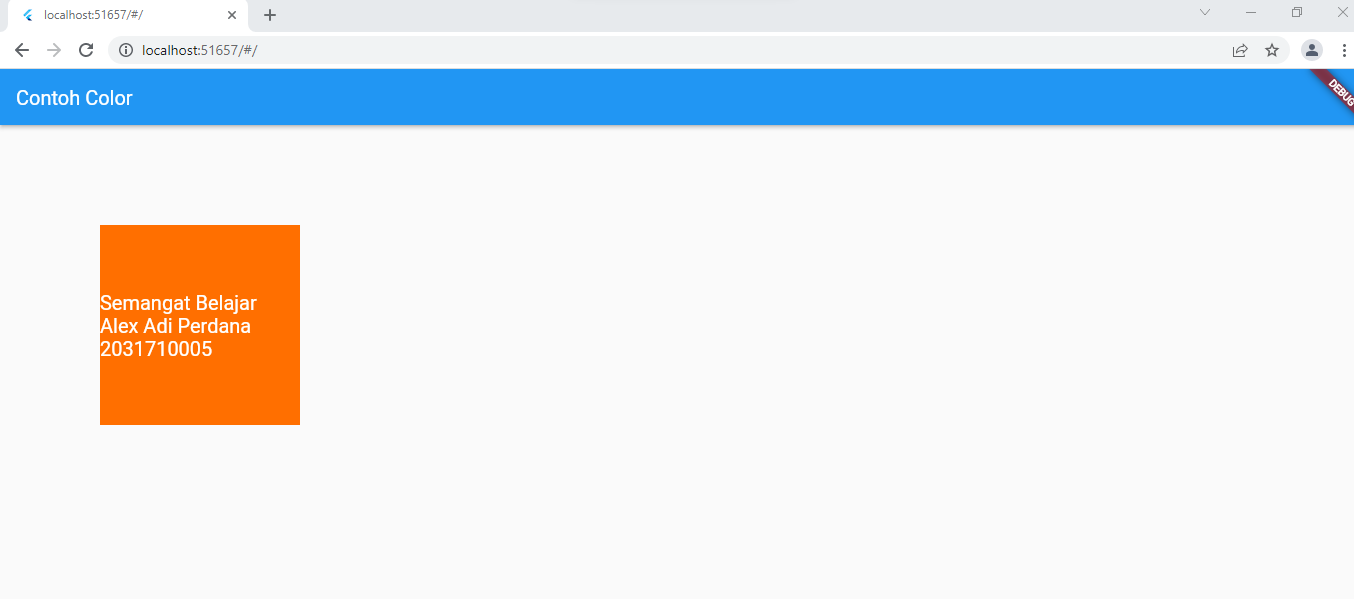 localhost:51657/#/
localhost:51657/#/
Contoh Color
DEBUG
Semangat Belajar
Alex Adi Perdana
2031710005